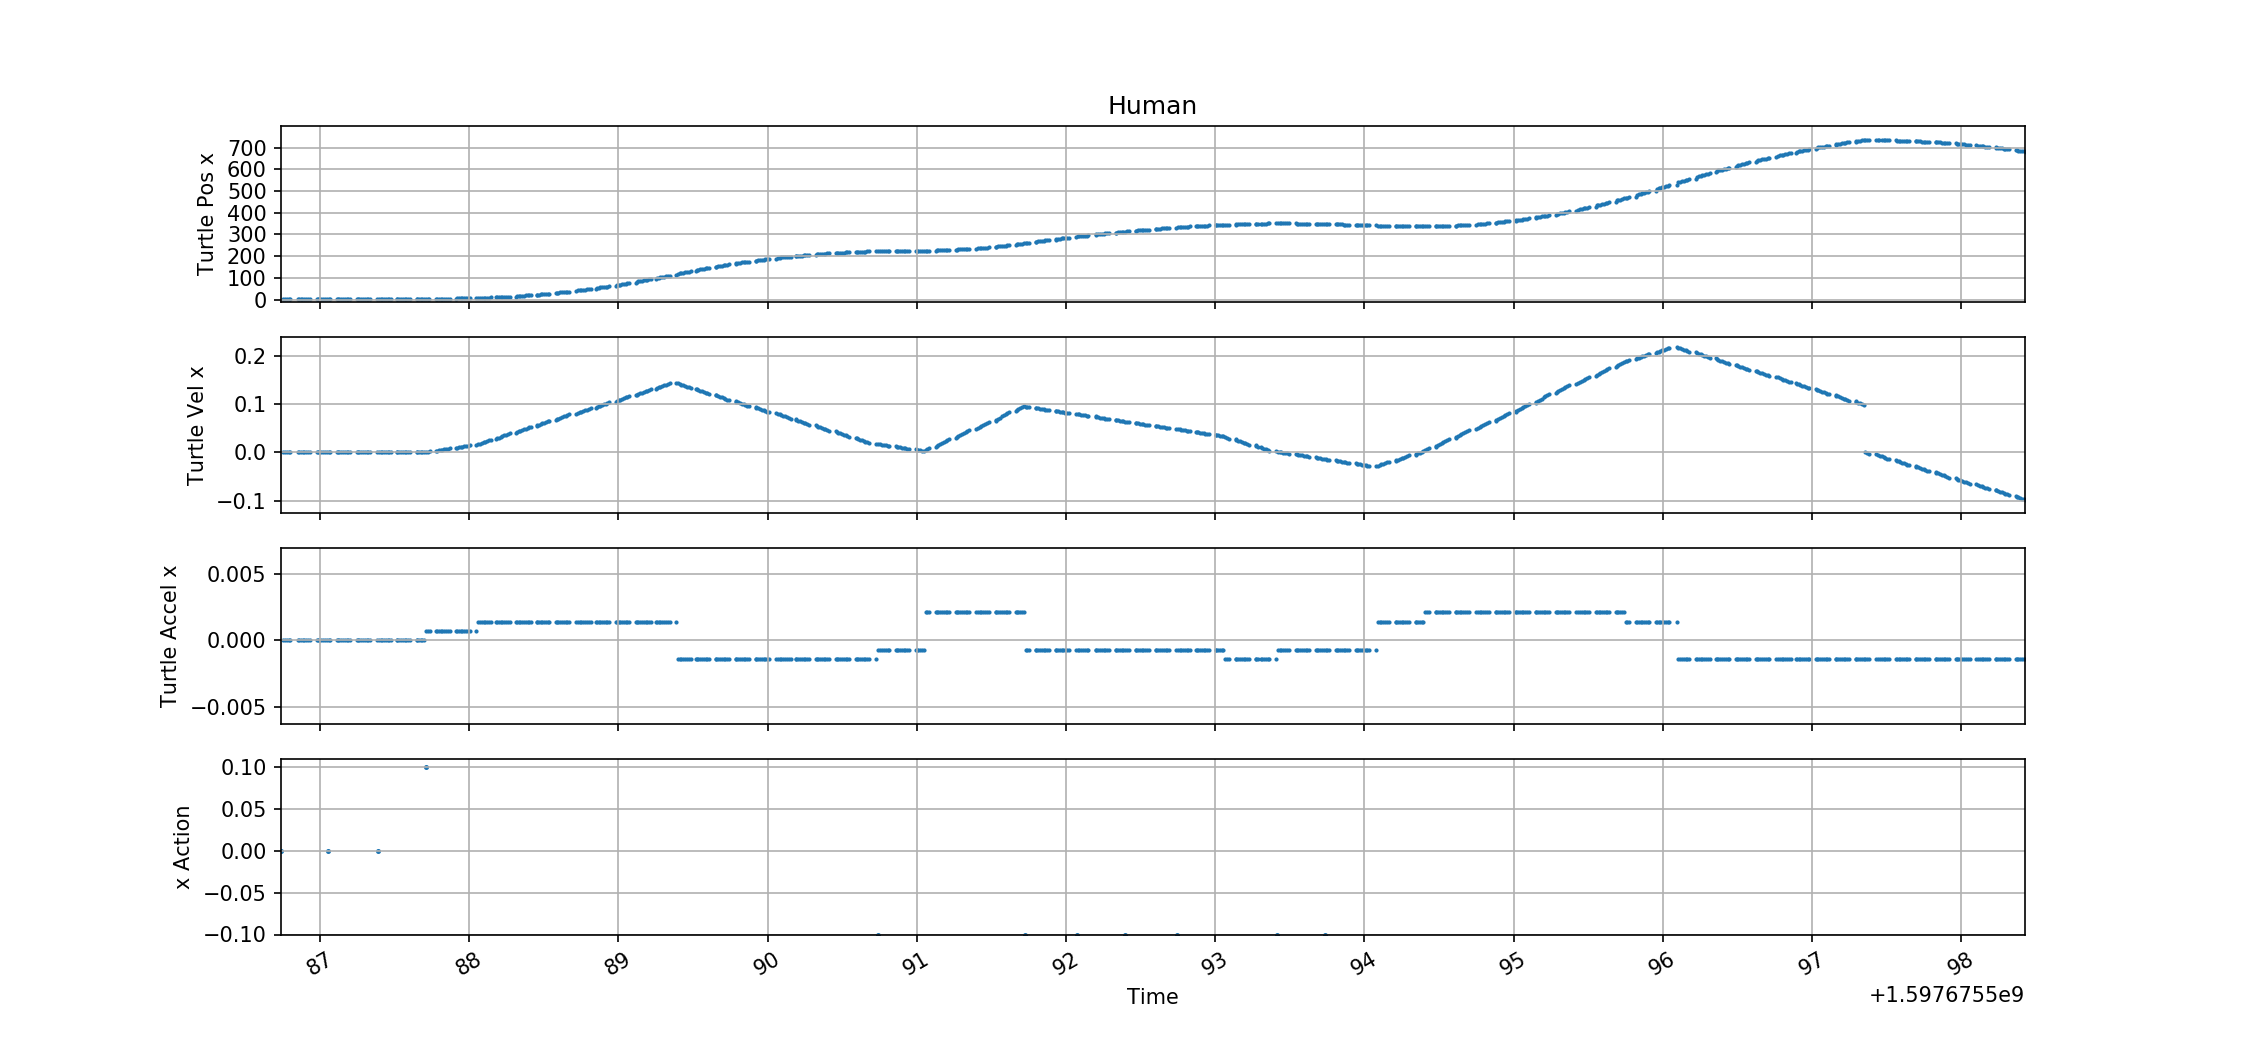 Human
Turtle Pos x
700
600
500
400
300
200
100
0
Turtle Vel x
0.2
0.1
0.0
−0.1
Turtle Accel x
0.005
0.000
−0.005
x Action
0.10
0.05
0.00
−0.05
−0.10
87 88 89 90 91 92 93 94 95 96 97 98
Time
+1.5976755e9